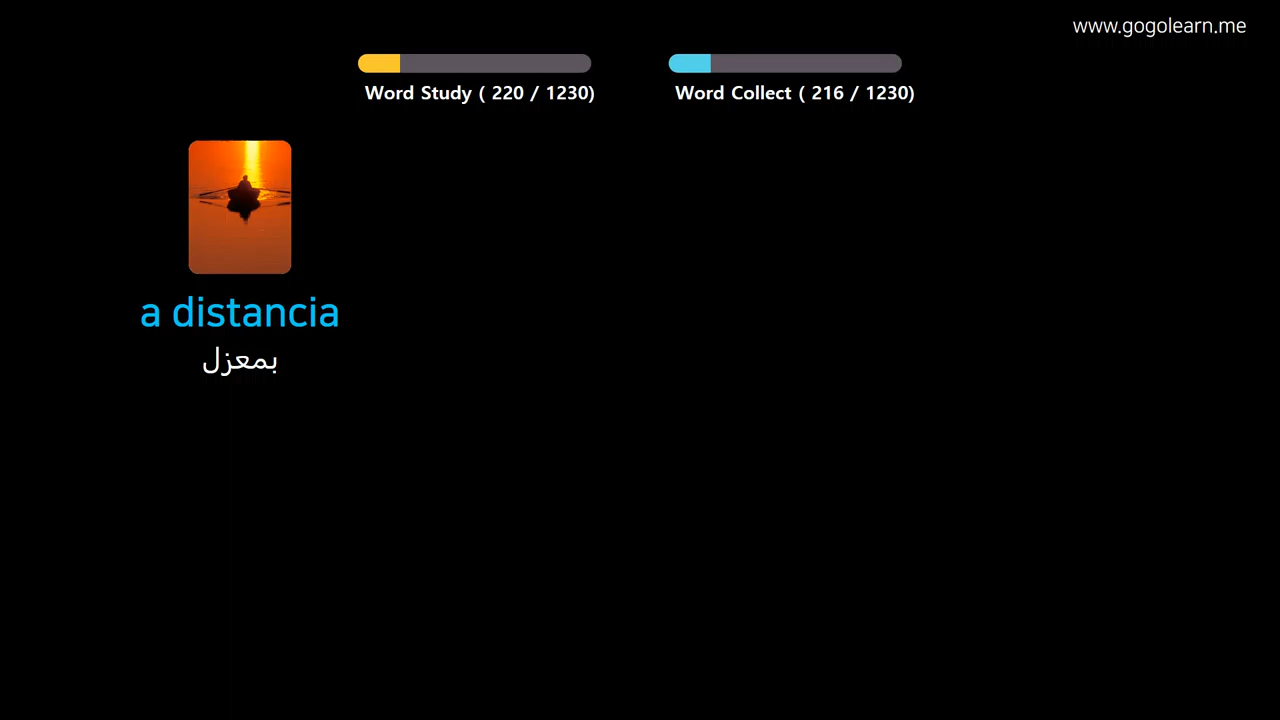 www.gogolearn.me
Word Study ( 220 / 1230)
Word Collect ( 216 / 1230)
a distancia
بمعزل